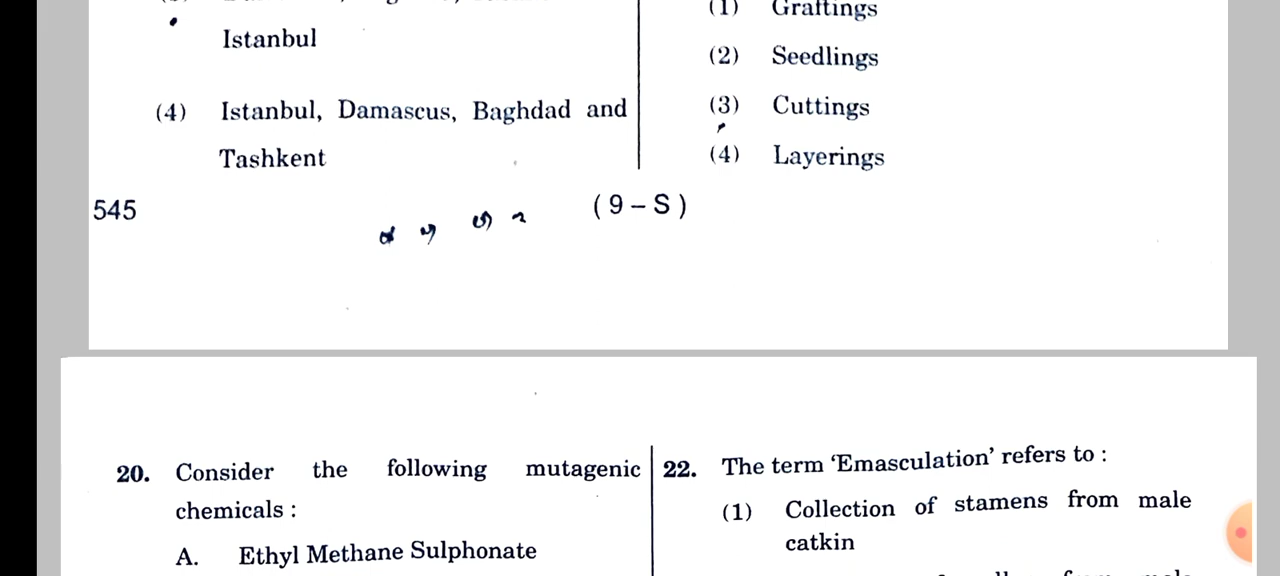 Istanbul
(4) Istanbul, Damascus, Baghdad and
Tashkent
(1) Graftings
(2) Seedlings
(3) Cuttings
(4) Layerings
545
(9 – S)
20. Consider the following mutagenic
chemicals :
A. Ethyl Methane Sulphonate
22. The term ‘Emasculation’ refers to :
(1) Collection of stamens from male
catkin